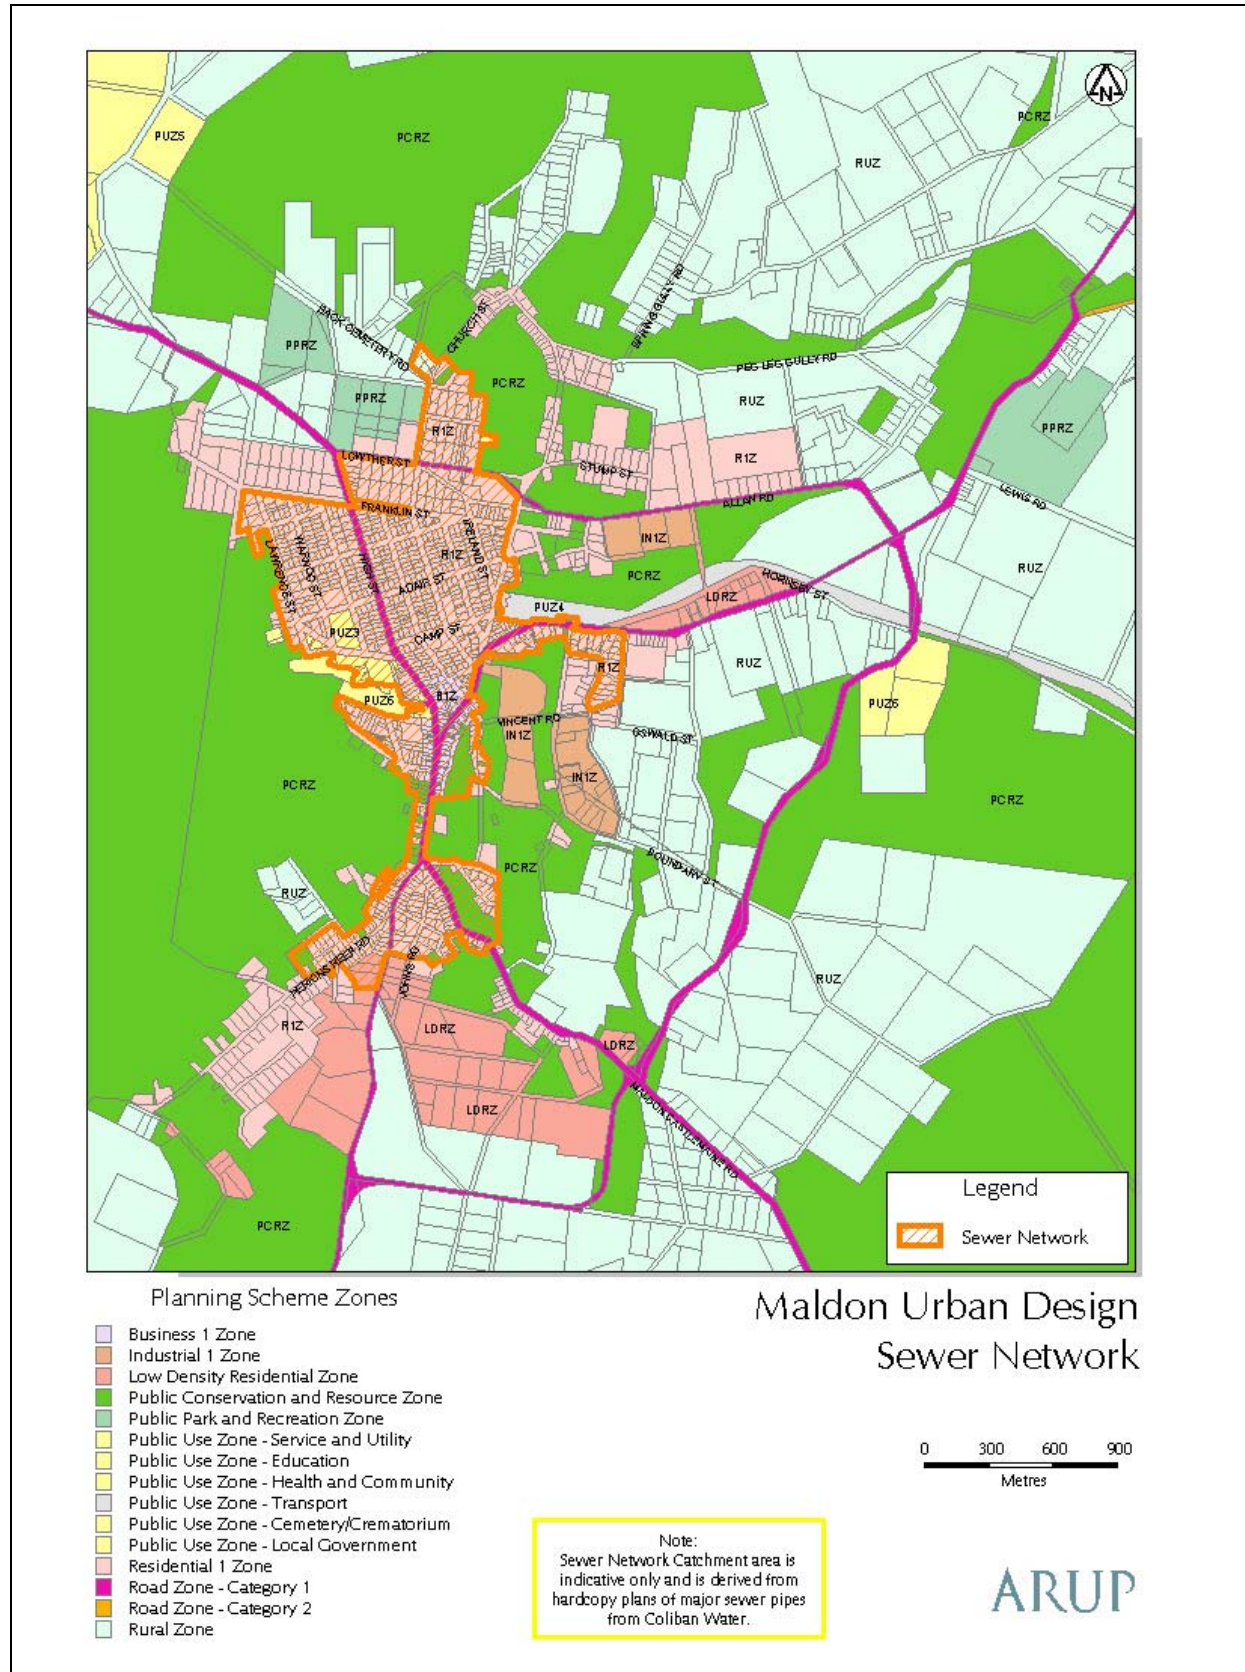 N
PUZ5
PCRZ
PCRZ
RUZ
SPRING GULLY RD
CHURCH ST
BACK CEMETERY RD
PPRZ
PEG LEG GULLY RD
PCRZ
PPRZ
RUZ
PPRZ
R1Z
LOWTHER ST
STUMP ST
R1Z
LEWIS RD
ALLAN RD
FRANKLIN ST
IRELAND ST
IN1Z
HIGH ST
R1Z
RUZ
LAWRENCE ST
ADAIR ST
PCRZ
HORNSBY ST
LDRZ
PUZ4
PUZ3
CAMP ST
R1Z
RUZ
B1Z
PUZ6
PUZ6
VINCENT RD
IN1Z
OSWALD ST
IN1Z
PCRZ
PCRZ
PCRZ
BOUNDARY ST
RUZ
RUZ
R1Z
LDRZ
LDRZ
LDRZ
MALDON CASTLEMAINE RD
PCRZ
Legend
Sewer Network
Planning Scheme Zones
Business 1 Zone
Industrial 1 Zone
Low Density Residential Zone
Public Conservation and Resource Zone
Public Park and Recreation Zone
Public Use Zone - Service and Utility
Public Use Zone - Education
Public Use Zone - Health and Community
Public Use Zone - Transport
Public Use Zone - Cemetery/Crematorium
Public Use Zone - Local Government
Residential 1 Zone
Road Zone - Category 1
Road Zone - Category 2
Rural Zone
Maldon Urban Design
Sewer Network
0 300 600 900
Metres
Note:
Sewer Network Catchment area is
indicative only and is derived from
hardcopy plans of major sewer pipes
from Coliban Water.
ARUP